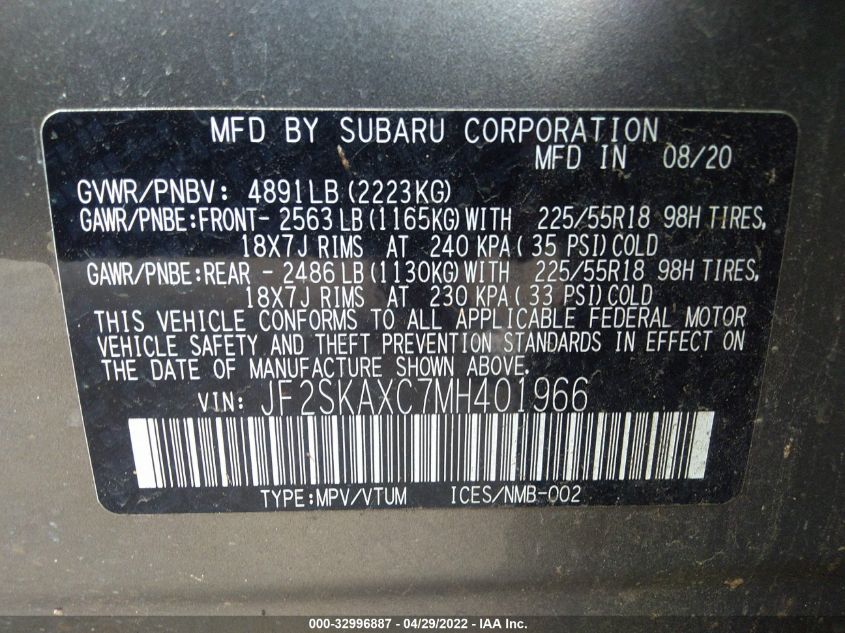 MFD BY SUBARU CORPORATION
MFD IN 08/20
GVWR/PNBV: 4891LB (2223KG)
GAWR/PNBE:FRONT- 2563 LB (1165KG) WITH 225/55R18 98H TIRES,
18X7J RIMS AT 240 KPA ( 35 PSI) COLD
GAWR/PNBE:REAR - 2486 LB (1130KG) WITH 225/55R18 98H TIRES,
18X7J RIMS AT 230 KPA ( 33 PSI) COLD
THIS VEHICLE CONFORMS TO ALL APPLICABLE FEDERAL MOTOR
VEHICLE SAFETY AND THEFT PREVENTION STANDARDS IN EFFECT ON
THE DATE OF MANUFACTURE SHOWN ABOVE.
VIN: JF2SKAXC7MH401966
TYPE:MPV/VTUM ICES/NMB-002
000-32996887 - 04/29/2022 - IAA Inc.